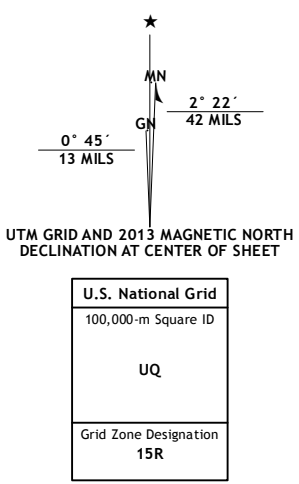 ★
MN
2° 22´
42 MILS
GN
0° 45´
13 MILS
UTM GRID AND 2013 MAGNETIC NORTH
DECLINATION AT CENTER OF SHEET
U.S. National Grid
100,000-m Square ID
UQ
Grid Zone Designation
15R